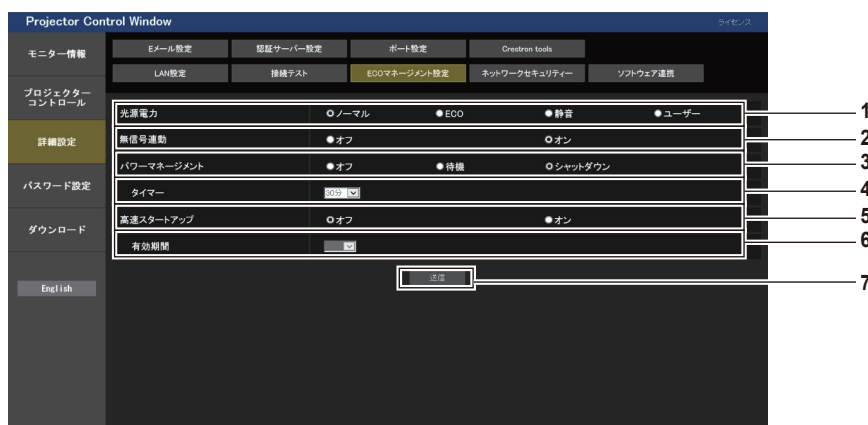 Projector Control Window
ライセンス
モニター情報
プロジェクター
コントロール
詳細設定
パスワード設定
ダウンロード
English
Eメール設定 認証サーバー設定 ポート設定 Crestron tools
LAN設定 接続テスト ECOマネージメント設定 ネットワークセキュリティー ソフトウェア連携
光源電力 ノーマル ECO 静音 ユーザー 1
無信号連動 オフ オン 2
パワーマネージメント オフ 待機 シャットダウン 3
タイマー 30分 4
高速スタートアップ オフ オン 5
有効期間 6
送信 7